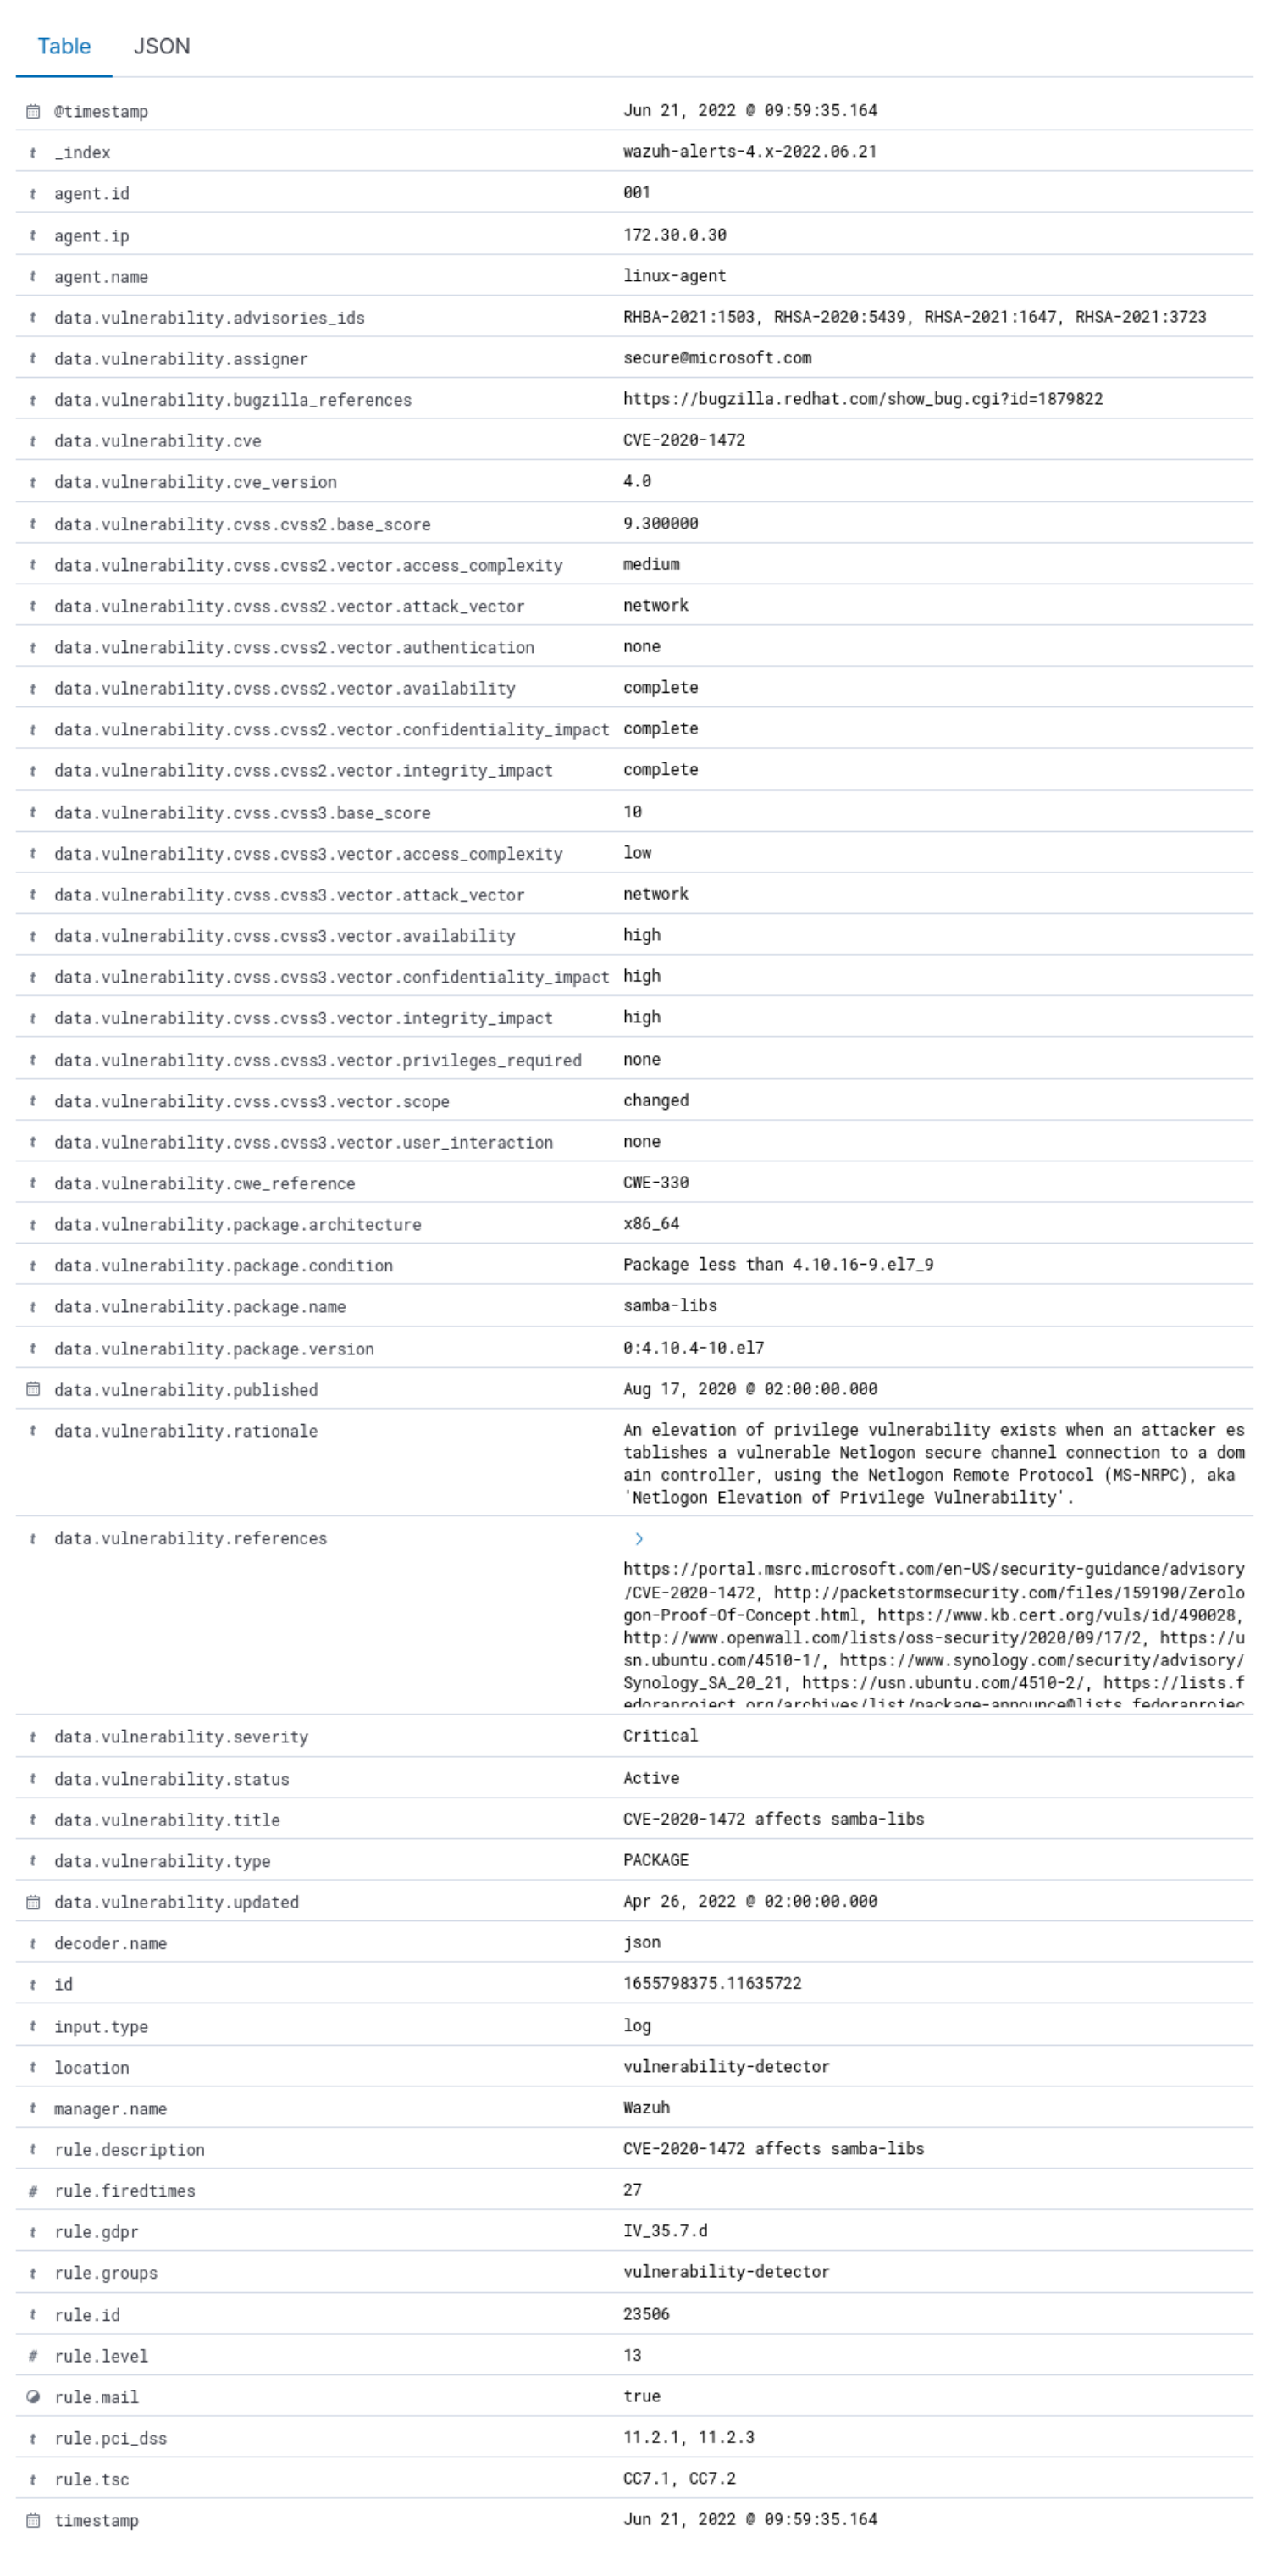 Table JSON
@timestamp Jun 21, 2022 @ 09:59:35.164
t _index wazuh-alerts-4.x-2022.06.21
t agent.id 001
t agent.ip 172.30.0.30
t agent.name linux-agent
t data.vulnerability.advisories_ids RHBA-2021:1503, RHSA-2020:5439, RHSA-2021:1647, RHSA-2021:3723
t data.vulnerability.assigner secure@microsoft.com
t data.vulnerability.bugzilla_references https://bugzilla.redhat.com/show_bug.cgi?id=1879822
t data.vulnerability.cve CVE-2020-1472
t data.vulnerability.cve_version 4.0
t data.vulnerability.cvss.cvss2.base_score 9.300000
t data.vulnerability.cvss.cvss2.vector.access_complexity medium
t data.vulnerability.cvss.cvss2.vector.attack_vector network
t data.vulnerability.cvss.cvss2.vector.authentication none
t data.vulnerability.cvss.cvss2.vector.availability complete
t data.vulnerability.cvss.cvss2.vector.confidentiality_impact complete
t data.vulnerability.cvss.cvss2.vector.integrity_impact complete
t data.vulnerability.cvss.cvss3.base_score 10
t data.vulnerability.cvss.cvss3.vector.access_complexity low
t data.vulnerability.cvss.cvss3.vector.attack_vector network
t data.vulnerability.cvss.cvss3.vector.availability high
t data.vulnerability.cvss.cvss3.vector.confidentiality_impact high
t data.vulnerability.cvss.cvss3.vector.integrity_impact high
t data.vulnerability.cvss.cvss3.vector.privileges_required none
t data.vulnerability.cvss.cvss3.vector.scope changed
t data.vulnerability.cvss.cvss3.vector.user_interaction none
t data.vulnerability.cwe_reference CWE-330
t data.vulnerability.package.architecture x86_64
t data.vulnerability.package.condition Package less than 4.10.16-9.el7_9
t data.vulnerability.package.name samba-libs
t data.vulnerability.package.version 0:4.10.4-10.el7
data.vulnerability.published Aug 17, 2020 @ 02:00:00.000
t data.vulnerability.rationale An elevation of privilege vulnerability exists when an attacker es
tablishes a vulnerable Netlogon secure channel connection to a dom
ain controller, using the Netlogon Remote Protocol (MS-NRPC), aka
'Netlogon Elevation of Privilege Vulnerability'.
t data.vulnerability.references
https://portal.msrc.microsoft.com/en-US/security-guidance/advisory
/CVE-2020-1472, http://packetstormsecurity.com/files/159190/Zerolo
gon-Proof-Of-Concept.html, https://www.kb.cert.org/vuls/id/490028,
http://www.openwall.com/lists/oss-security/2020/09/17/2, https://u
sn.ubuntu.com/4510-1/, https://www.synology.com/security/advisory/
Synology_SA_20_21, https://usn.ubuntu.com/4510-2/, https://lists.f
edoraproject.org/archives/list/package-announce@lists.fedoraprojec
t data.vulnerability.severity Critical
t data.vulnerability.status Active
t data.vulnerability.title CVE-2020-1472 affects samba-libs
t data.vulnerability.type PACKAGE
data.vulnerability.updated Apr 26, 2022 @ 02:00:00.000
t decoder.name json
t id 1655798375.11635722
t input.type log
t location vulnerability-detector
t manager.name Wazuh
t rule.description CVE-2020-1472 affects samba-libs
# rule.firedtimes 27
t rule.gdpr IV_35.7.d
t rule.groups vulnerability-detector
t rule.id 23506
# rule.level 13
rule.mail true
t rule.pci_dss 11.2.1, 11.2.3
t rule.tsc CC7.1, CC7.2
timestamp Jun 21, 2022 @ 09:59:35.164